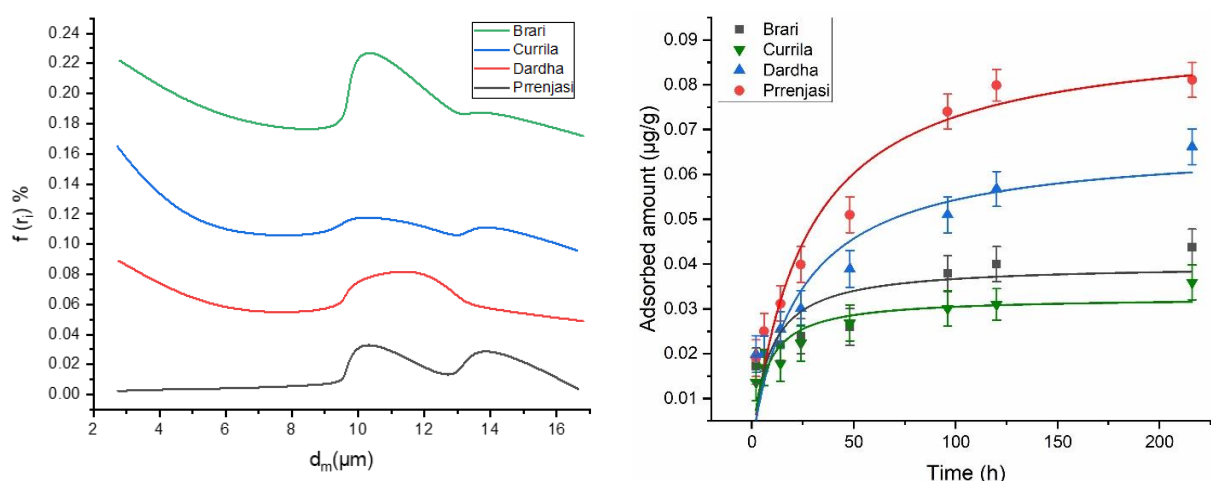 0.24
0.22
0.20
0.18
0.16
0.14
0.12
0.10
0.08
0.06
0.04
0.02
0.00
f (ri) %
2 4 6 8 10 12 14 16
dm(μm)
Brari
Currila
Dardha
Prrenjasi
0.09
0.08
0.07
0.06
0.05
0.04
0.03
0.02
0.01
Adsorbed amount (μg/g)
0 50 100 150 200
Time (h)
Brari
Currila
Dardha
Prrenjasi